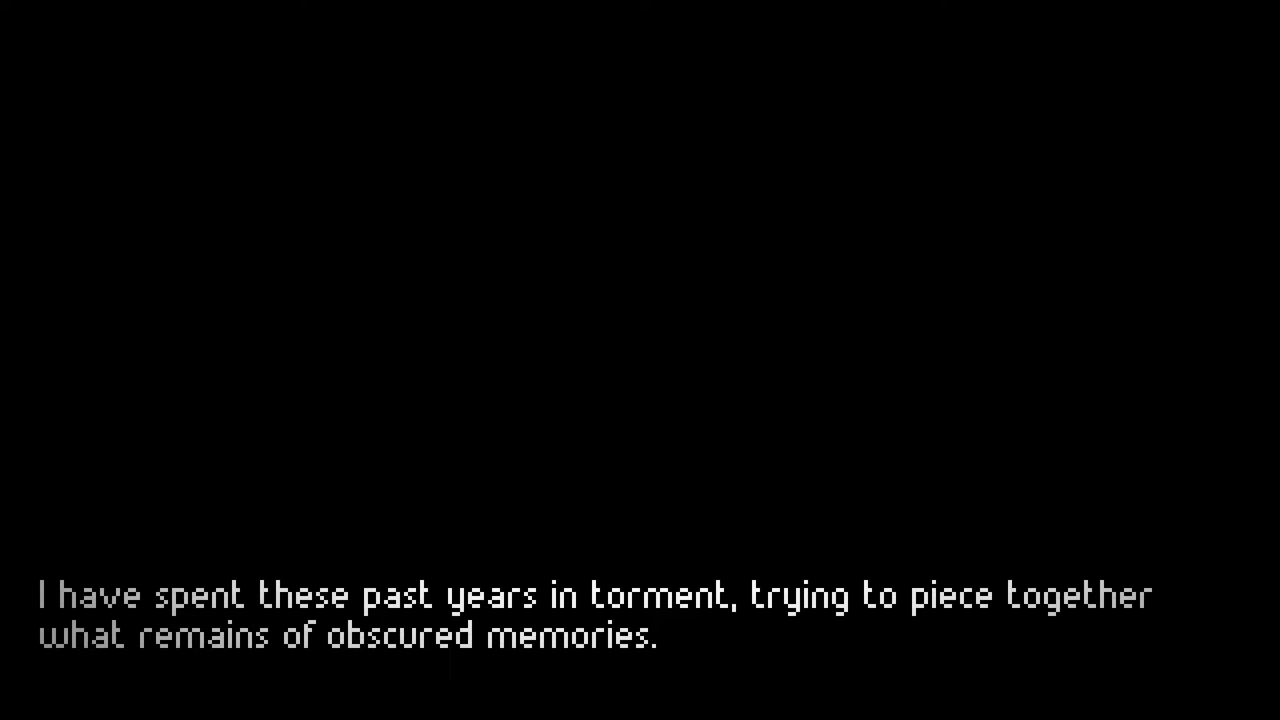 I have spent these past years in torment, trying to piece together
what remains of obscured memories.